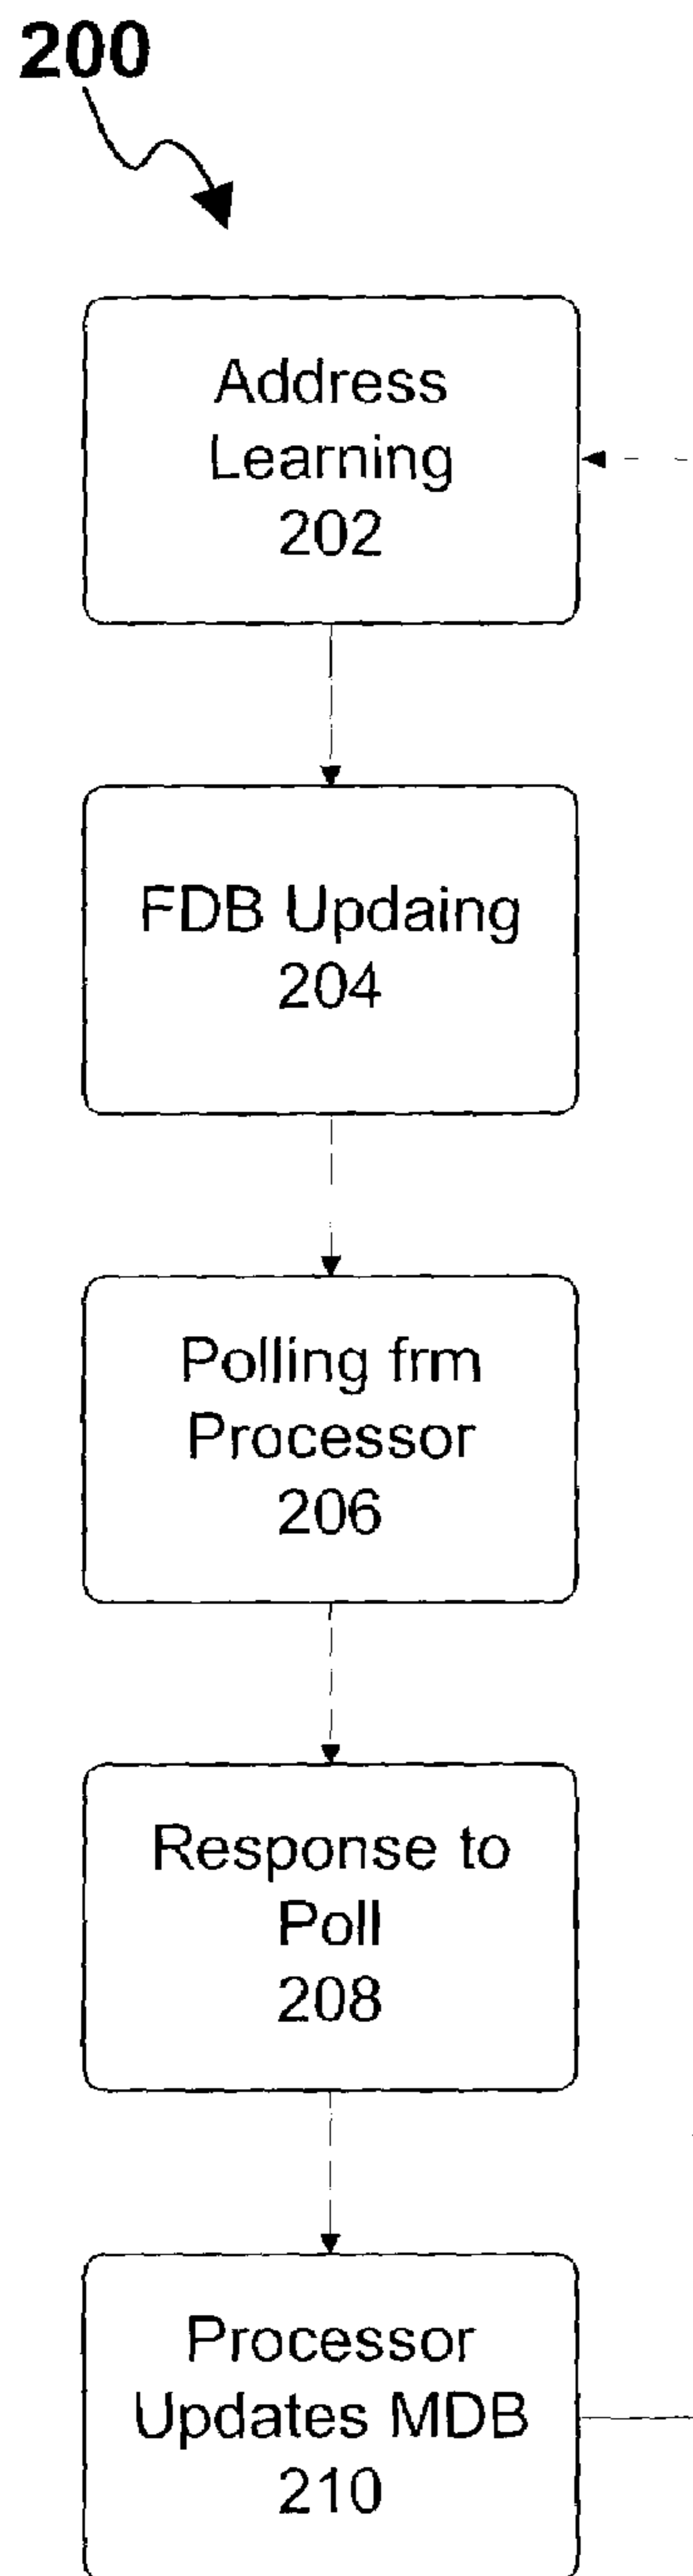 200
Address
Learning
202
FDB Updaing
204
Polling frm
Processor
206
Response to
Poll
208
Processor
Updates MDB
210